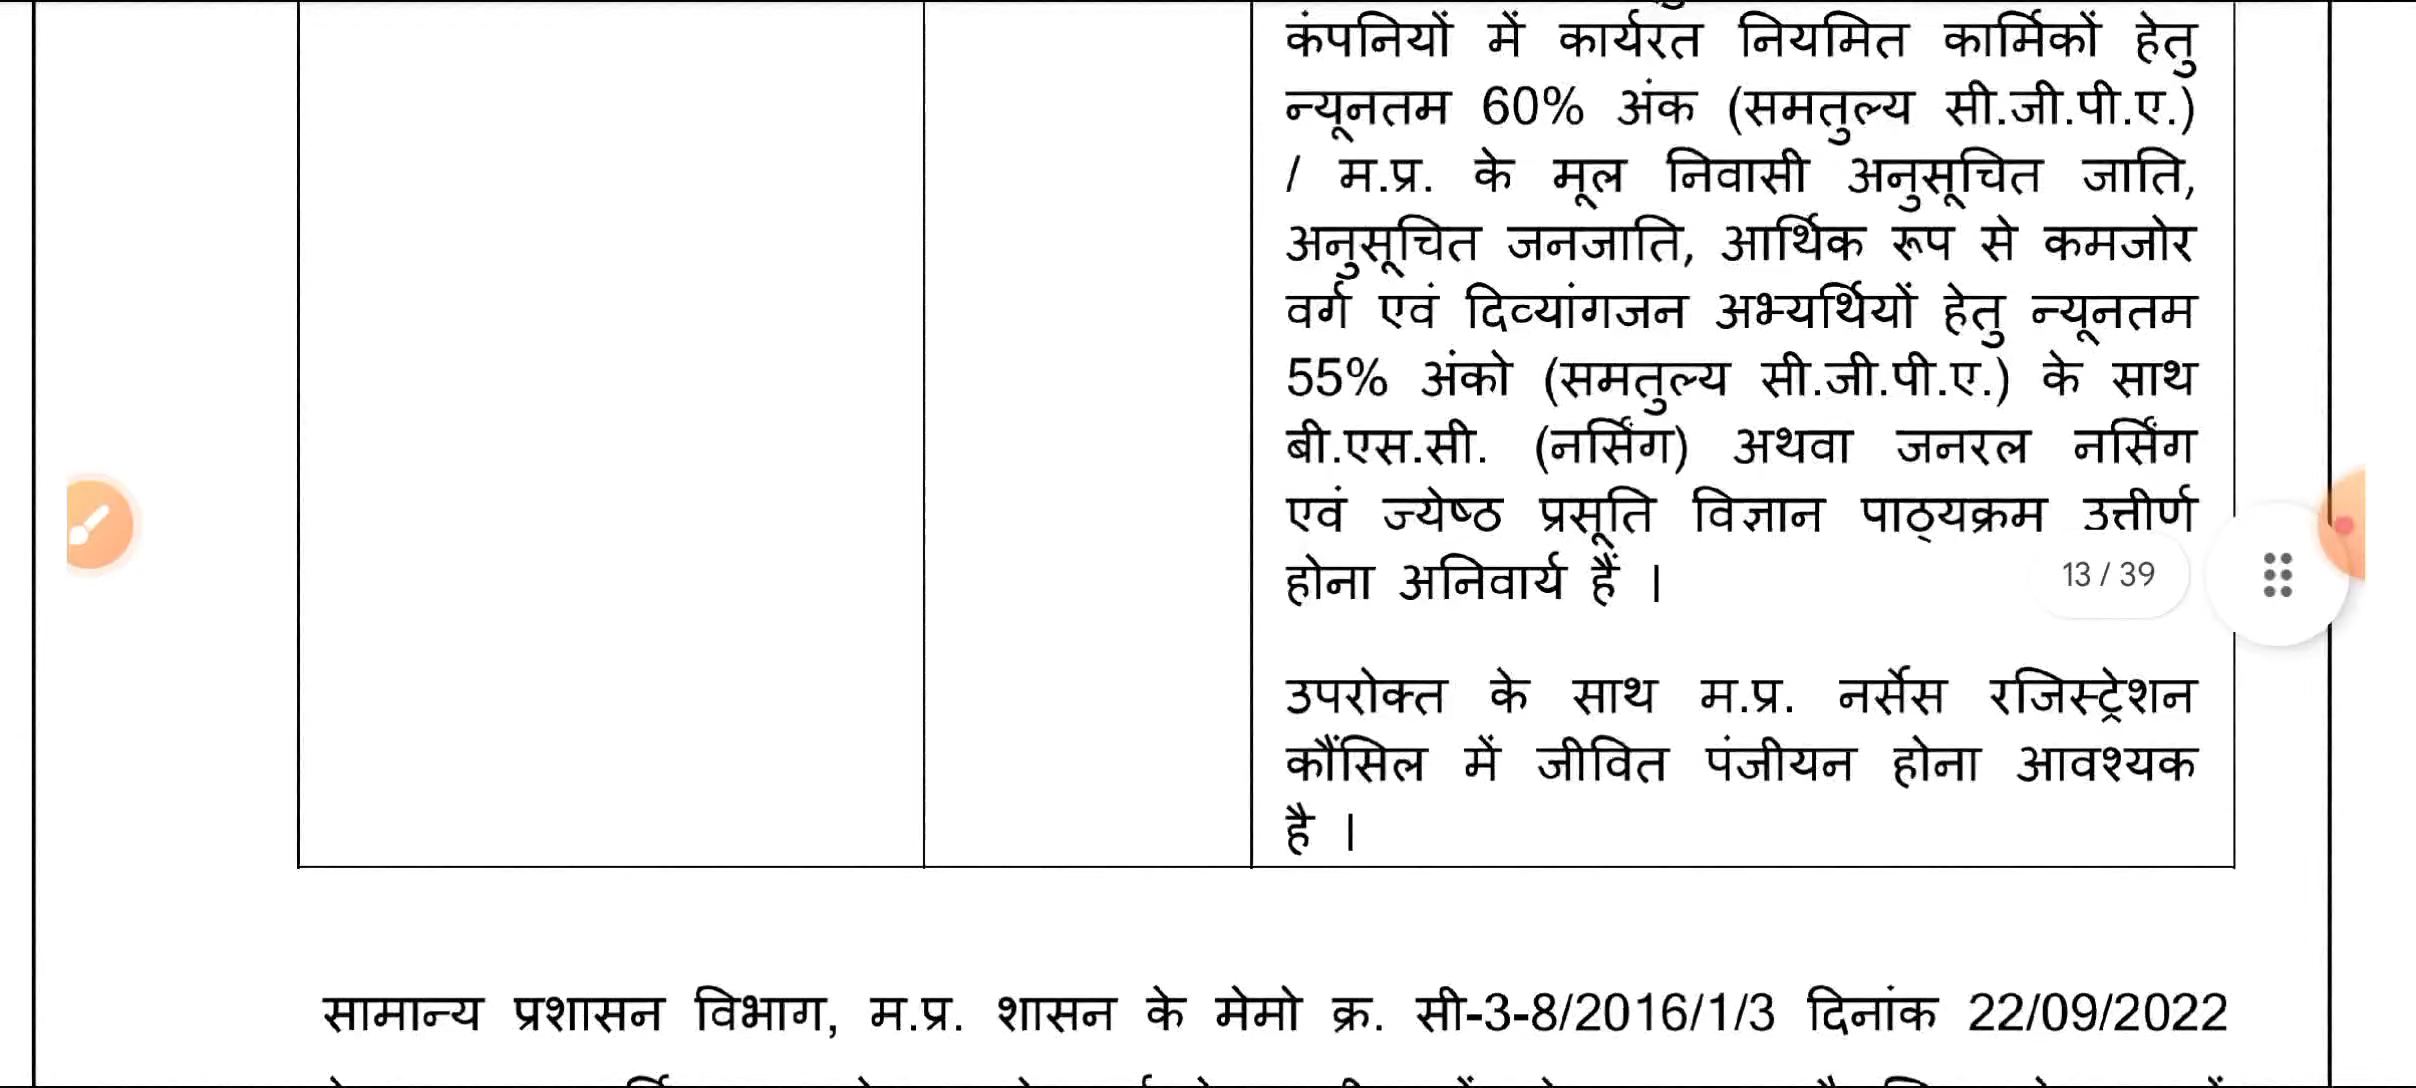 कंपनियों में कार्यरत नियमित कार्मिकों हेतु
न्यूनतम 60% अंक (समतुल्य सी.जी.पी.ए.)
/ म.प्र. के मूल निवासी अनुसूचित जाति,
अनुसूचित जनजाति, आर्थिक रूप से कमजोर
वर्ग एवं दिव्यांगजन अभ्यर्थियों हेतु न्यूनतम
55% अंको (समतुल्य सी.जी.पी.ए.) के साथ
बी.एस.सी. (नर्सिंग) अथवा जनरल नर्सिंग
एवं ज्येष्ठ प्रसूति विज्ञान पाठ्यक्रम उत्तीर्ण
होना अनिवार्य हैं ।
13 / 39
उपरोक्त के साथ म.प्र. नर्सेस रजिस्ट्रेशन
कौंसिल में जीवित पंजीयन होना आवश्यक
है ।
सामान्य प्रशासन विभाग, म.प्र. शासन के मेमो क्र. सी-3-8/2016/1/3 दिनांक 22/09/2022